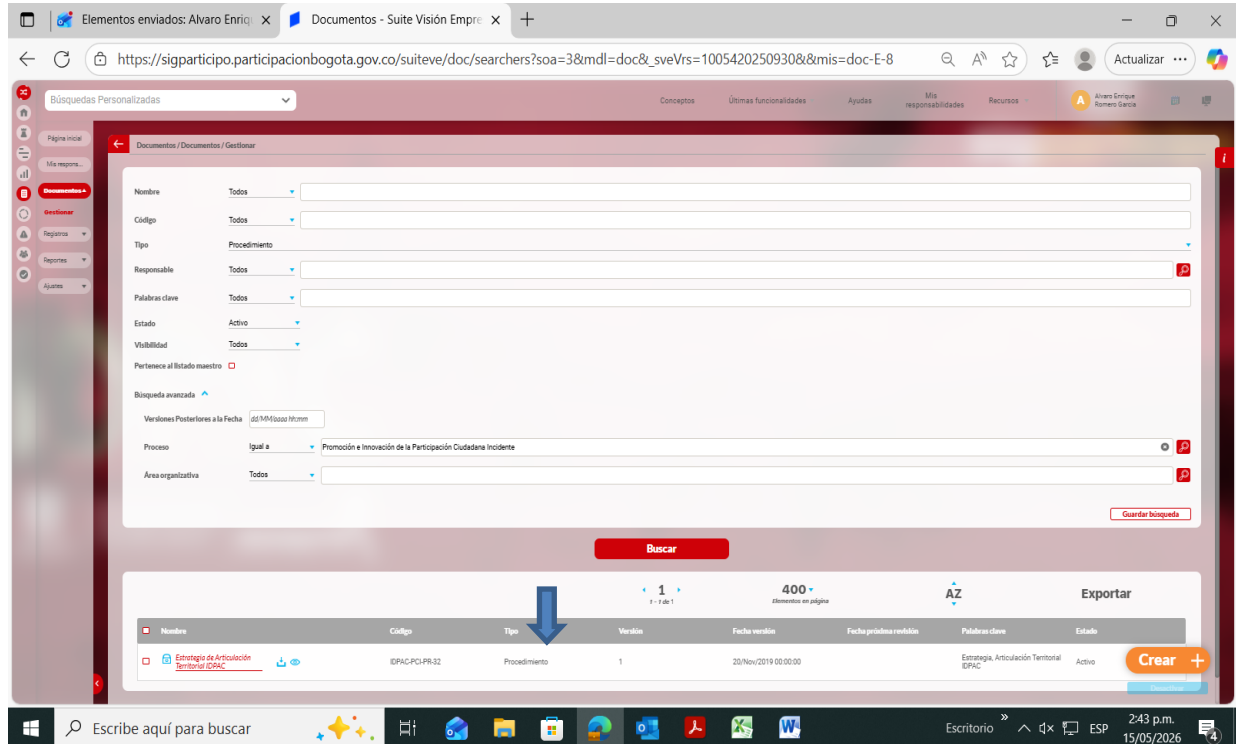 Elementos enviados: Alvaro Enriq
Documentos - Suite Visión Empre
https://sigparticipo.participacionbogota.gov.co/suiteve/doc/searchers?soa=3&mdl=doc&_sveVrs=1005420250930&&mis=doc-E-8
Actualizar
Búsquedas Personalizadas
Conceptos
Últimas funcionalidades
Ayudas
Mis responsabilidades
Recursos
A
Alvaro Enrique
Romero Garcia
Página inicial
Mis respons...
Documentos
Gestionar
Registros
Reportes
Ajustes
Documentos / Documentos / Gestionar
i
Nombre Todos
Código Todos
Tipo Procedimiento
Responsable Todos
Palabras clave Todos
Estado Activo
Visibilidad Todos
Pertenece al listado maestro
Búsqueda avanzada
Versiones Posteriores a la Fecha dd/MM/aaaa hh:mm
Proceso Igual a Promoción e Innovación de la Participación Ciudadana Incidente
Área organizativa Todos
Guardar búsqueda
Buscar
1
1 - 1 de 1
400
Elementos en página
AZ
Exportar
Nombre Código Tipo Versión Fecha versión Fecha próxima revisión Palabras clave Estado
Estrategia de Articulación Territorial IDPAC
IDPAC-PCI-PR-32 Procedimiento 1 20/Nov/2019 00:00:00
Estrategia, Articulación Territorial IDPAC
Activo
Crear +
Escribe aquí para buscar
Escritorio
ESP
2:43 p.m.
15/05/2026
4